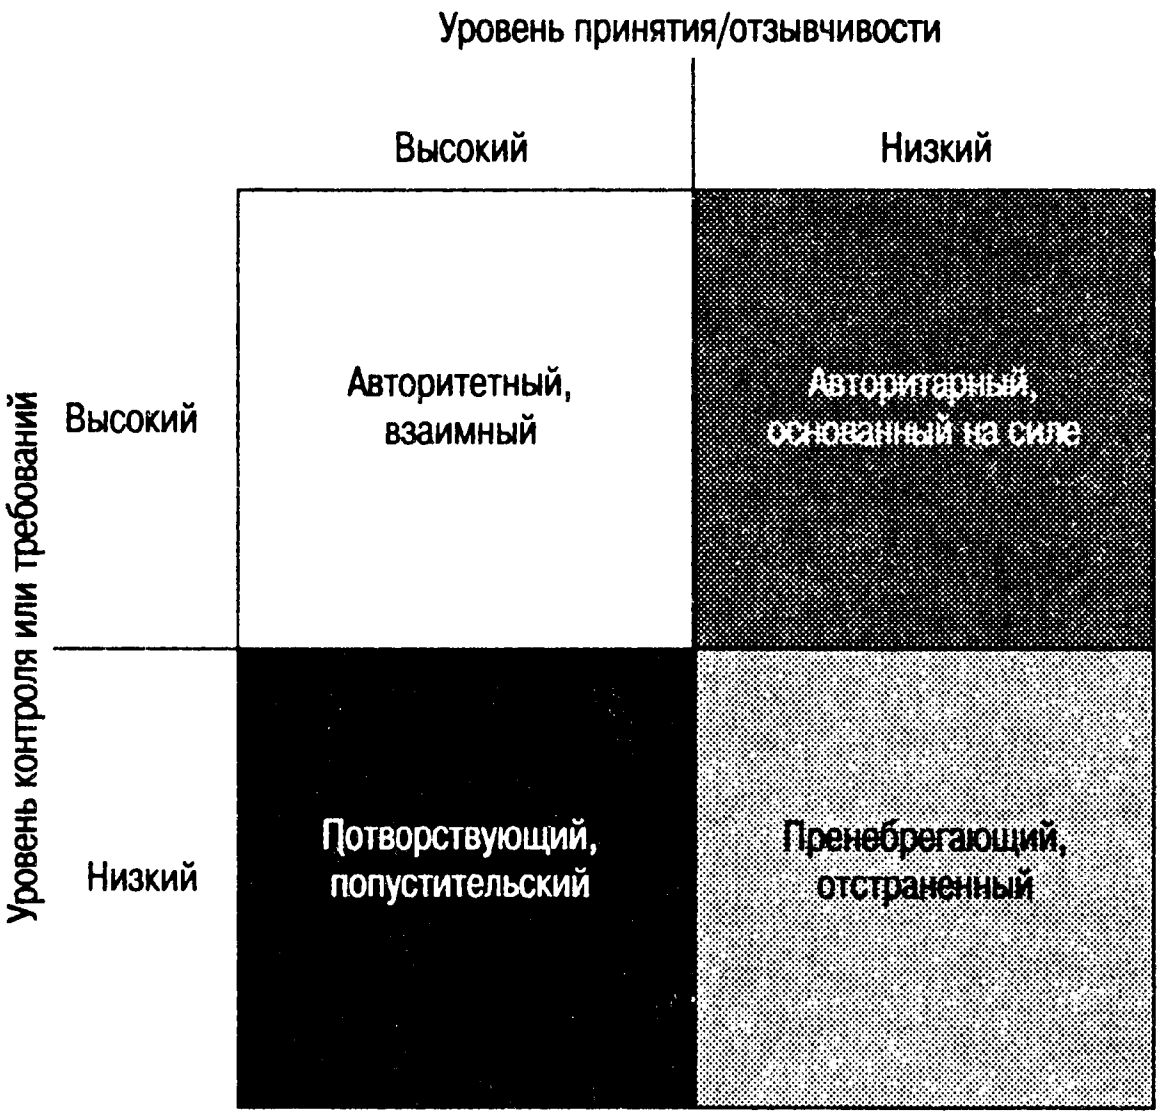 Уровень принятия/отзывчивости
Высокий
Низкий
Уровень контроля или требований
Высокий
Авторитетный,
взаимный
Авторитарный,
основанный на силе
Низкий
Потворствующий,
попустительский
Пренебрегающий,
отстраненный